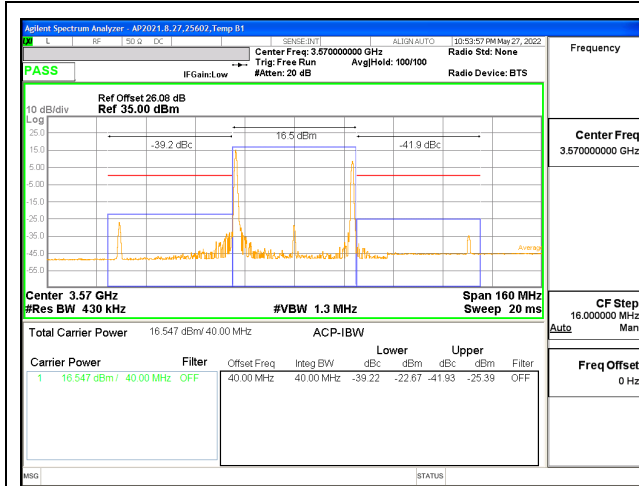 Agilent Spectrum Analyzer - AP2021.8.27,25602,Temp B1
L RF 50 Ω DC SENSE:INT ALIGN AUTO 10:53:57 PM May 27, 2022
Center Freq: 3.570000000 GHz Radio Std: None
Trig: Free Run Avg|Hold: 100/100
PASS IFGain:Low #Atten: 20 dB Radio Device: BTS
Ref Offset 26.08 dB
10 dB/div Ref 35.00 dBm
Log
25.0
15.0
5.00
-5.00
-15.0
-25.0
-35.0
-45.0
-55.0
-39.2 dBc 16.5 dBm -41.9 dBc
Average
Center 3.57 GHz Span 160 MHz
#Res BW 430 kHz #VBW 1.3 MHz Sweep 20 ms
Total Carrier Power 16.547 dBm/ 40.00 MHz ACP-IBW
Lower Upper
Carrier Power Filter Offset Freq Integ BW dBc dBm dBc dBm Filter
1 16.547 dBm / 40.00 MHz OFF 40.00 MHz 40.00 MHz -39.22 -22.67 -41.93 -25.39 OFF
MSG STATUS
Frequency
Center Freq
3.570000000 GHz
CF Step
16.000000 MHz
Auto Man
Freq Offset
0 Hz